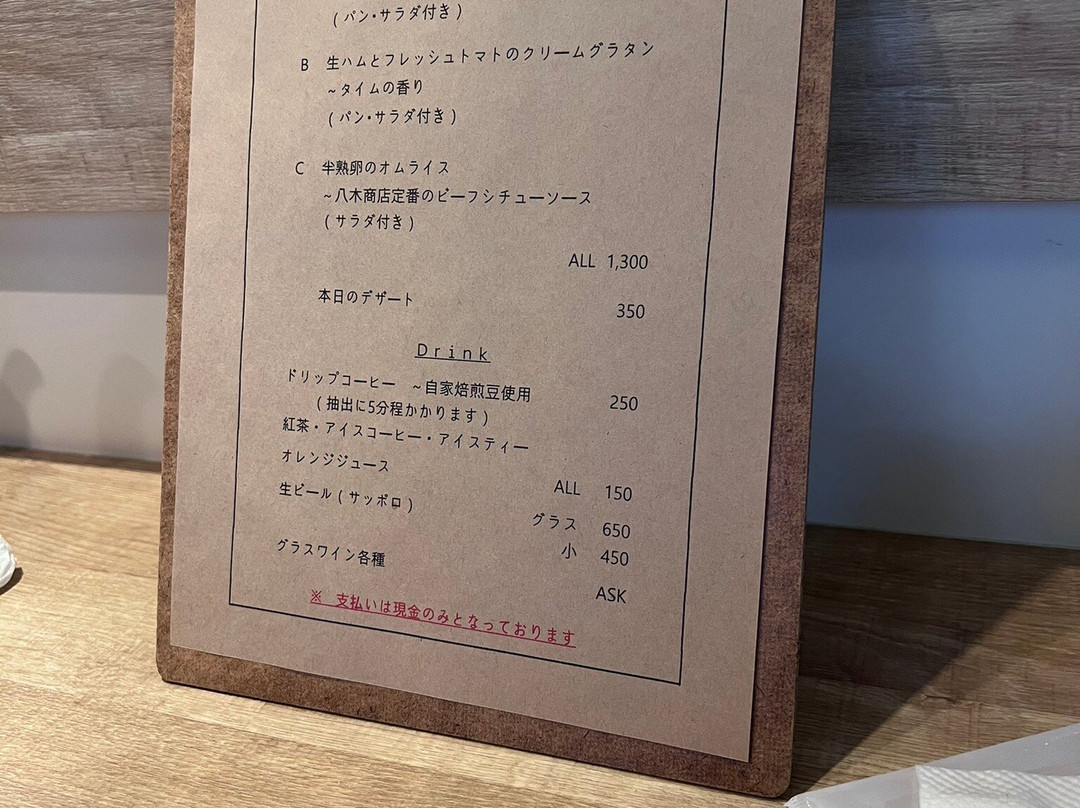 (パン・サラダ付き)
B 生ハムとフレッシュトマトのクリームグラタン
~タイムの香り
(パン・サラダ付き)
C 半熟卵のオムライス
~八木商店定番のビーフシチューソース
(サラダ付き)
ALL 1,300
本日のデザート 350
Drink
ドリップコーヒー ~自家焙煎豆使用 250
(抽出に5分程かかります)
紅茶・アイスコーヒー・アイスティー
オレンジジュース ALL 150
生ビール(サッポロ) グラス 650
小 450
グラスワイン各種 ASK
※ 支払いは現金のみとなっております